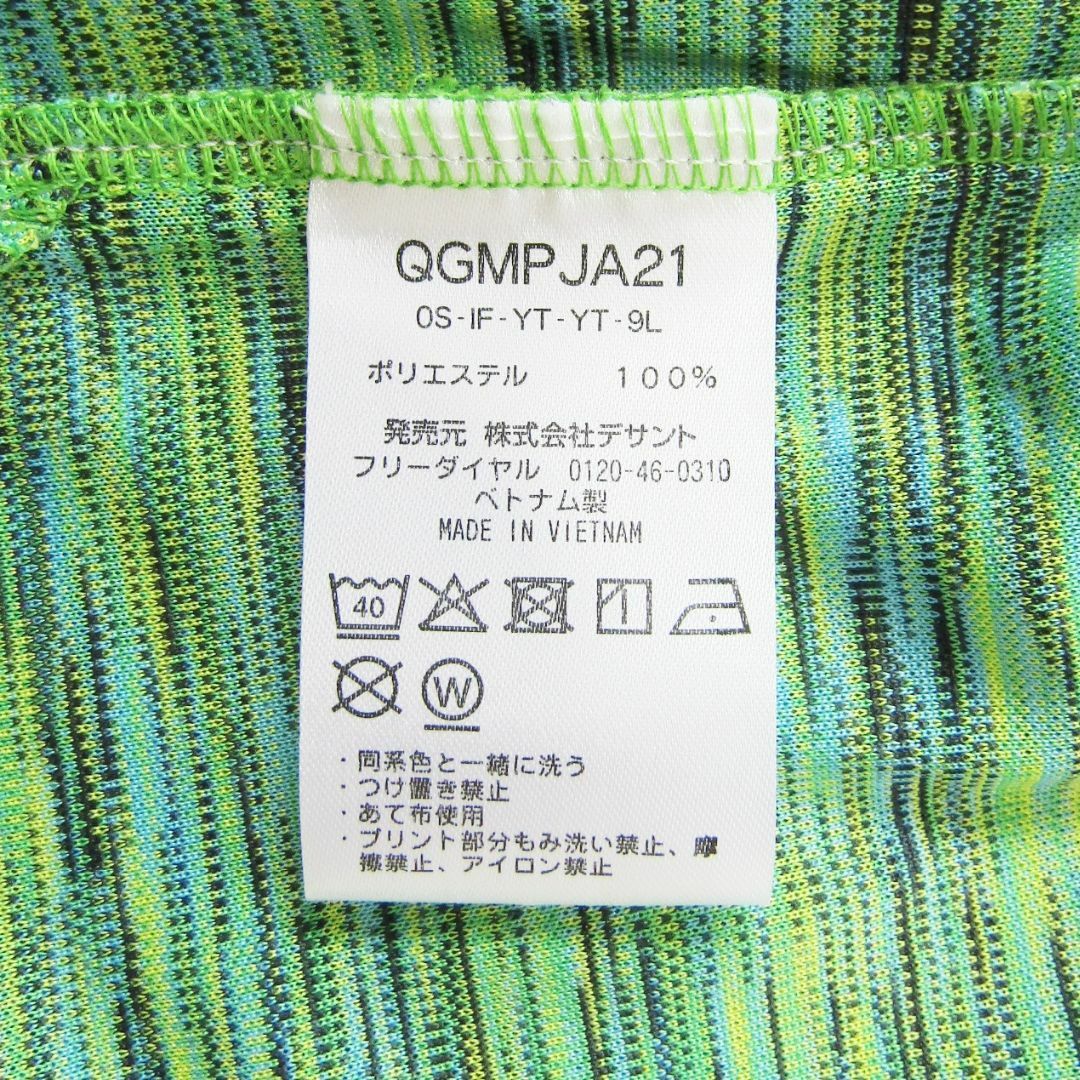 QGMPJA21
OS-IF-YT-YT-9L
ポリエステル 100%
発売元 株式会社デサント
フリーダイヤル 0120-46-0310
ベトナム製
MADE IN VIETNAM
40
W
・同系色と一緒に洗う
・つけ置き禁止
・あて布使用
・プリント部分もみ洗い禁止、摩
擦禁止、アイロン禁止